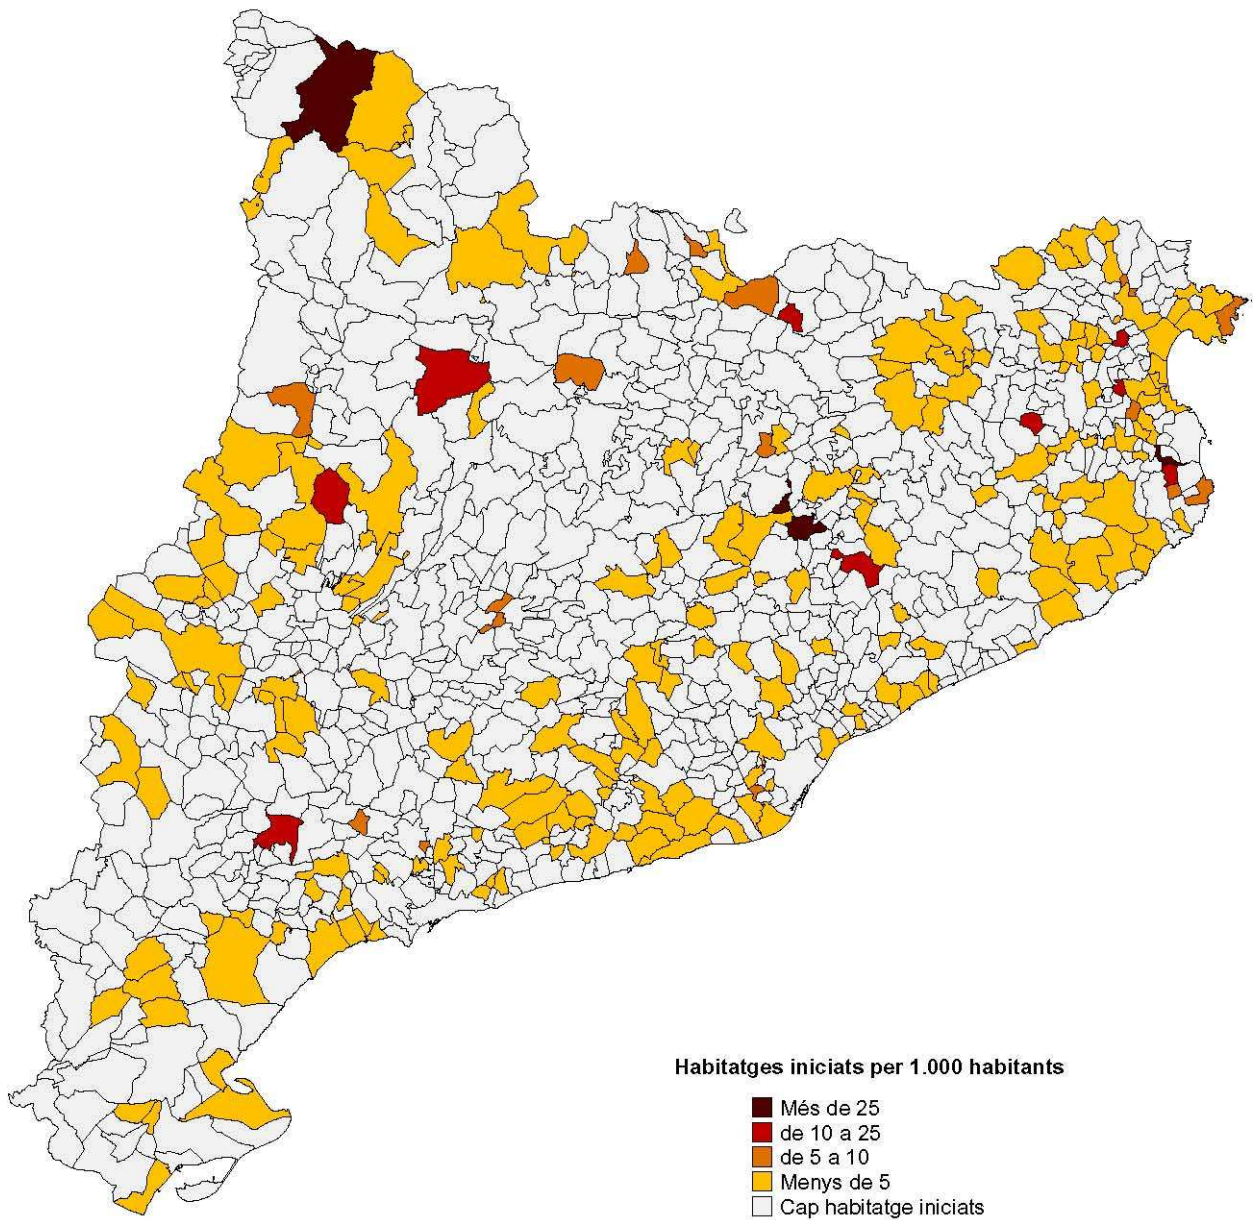 Habitatges iniciats per 1.000 habitants
Més de 25
de 10 a 25
de 5 a 10
Menys de 5
Cap habitatge iniciats